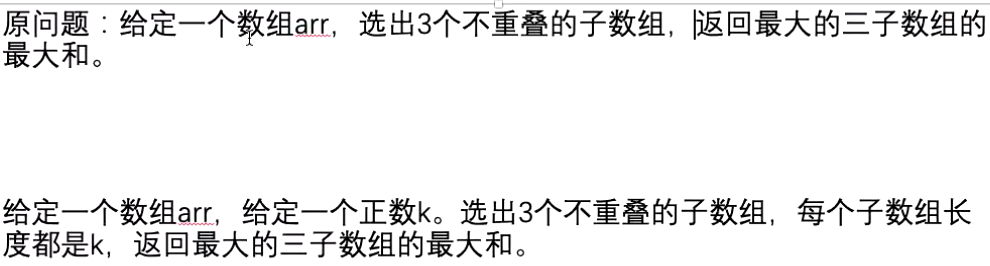 原问题：给定一个数组arr，选出3个不重叠的子数组，返回最大的三子数组的
最大和。
给定一个数组arr，给定一个正数k。选出3个不重叠的子数组，每个子数组长
度都是k，返回最大的三子数组的最大和。